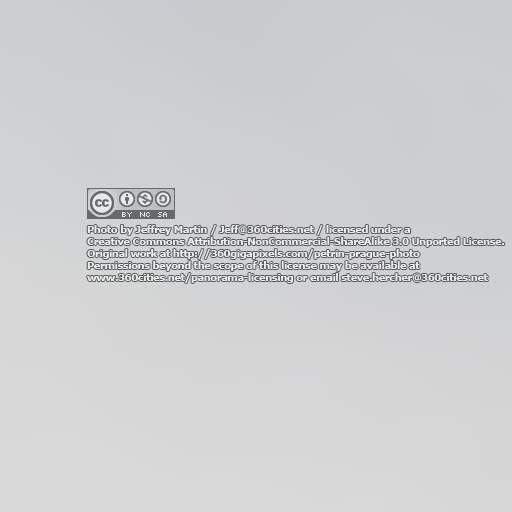 cc
BY NC SA
Photo by Jeffrey Martin / Jeff@360cities.net / licensed under a
Creative Commons Attribution-NonCommercial-ShareAlike 3.0 Unported License.
Original work at http://360gigapixels.com/petrin-prague-photo
Permissions beyond the scope of this license may be available at
www.360cities.net/panorama-licensing or email steve.hercher@360cities.net